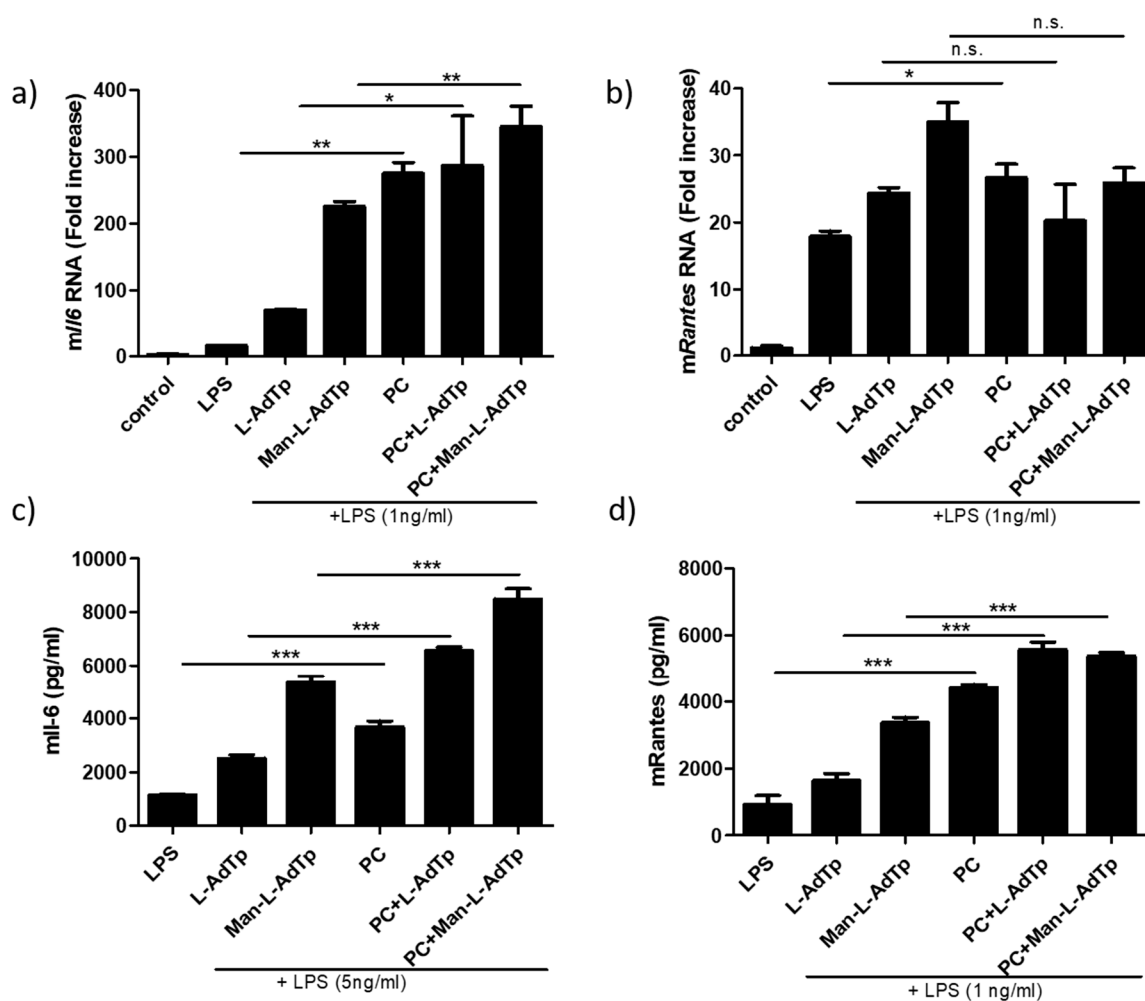 a)
mIl6 RNA (Fold increase)
400
300
200
100
0
**
*
**
control
LPS
L-AdTp
Man-L-AdTp
PC
PC+L-AdTp
PC+Man-L-AdTp
+LPS (1ng/ml)
b)
mRantes RNA (Fold increase)
40
30
20
10
0
n.s.
n.s.
*
control
LPS
L-AdTp
Man-L-AdTp
PC
PC+L-AdTp
PC+Man-L-AdTp
+LPS (1ng/ml)
c)
mIl-6 (pg/ml)
10000
8000
6000
4000
2000
0
***
***
***
LPS
L-AdTp
Man-L-AdTp
PC
PC+L-AdTp
PC+Man-L-AdTp
+ LPS (5ng/ml)
d)
mRantes (pg/ml)
8000
6000
4000
2000
0
***
***
***
LPS
L-AdTp
Man-L-AdTp
PC
PC+L-AdTp
PC+Man-L-AdTp
+ LPS (1 ng/ml)